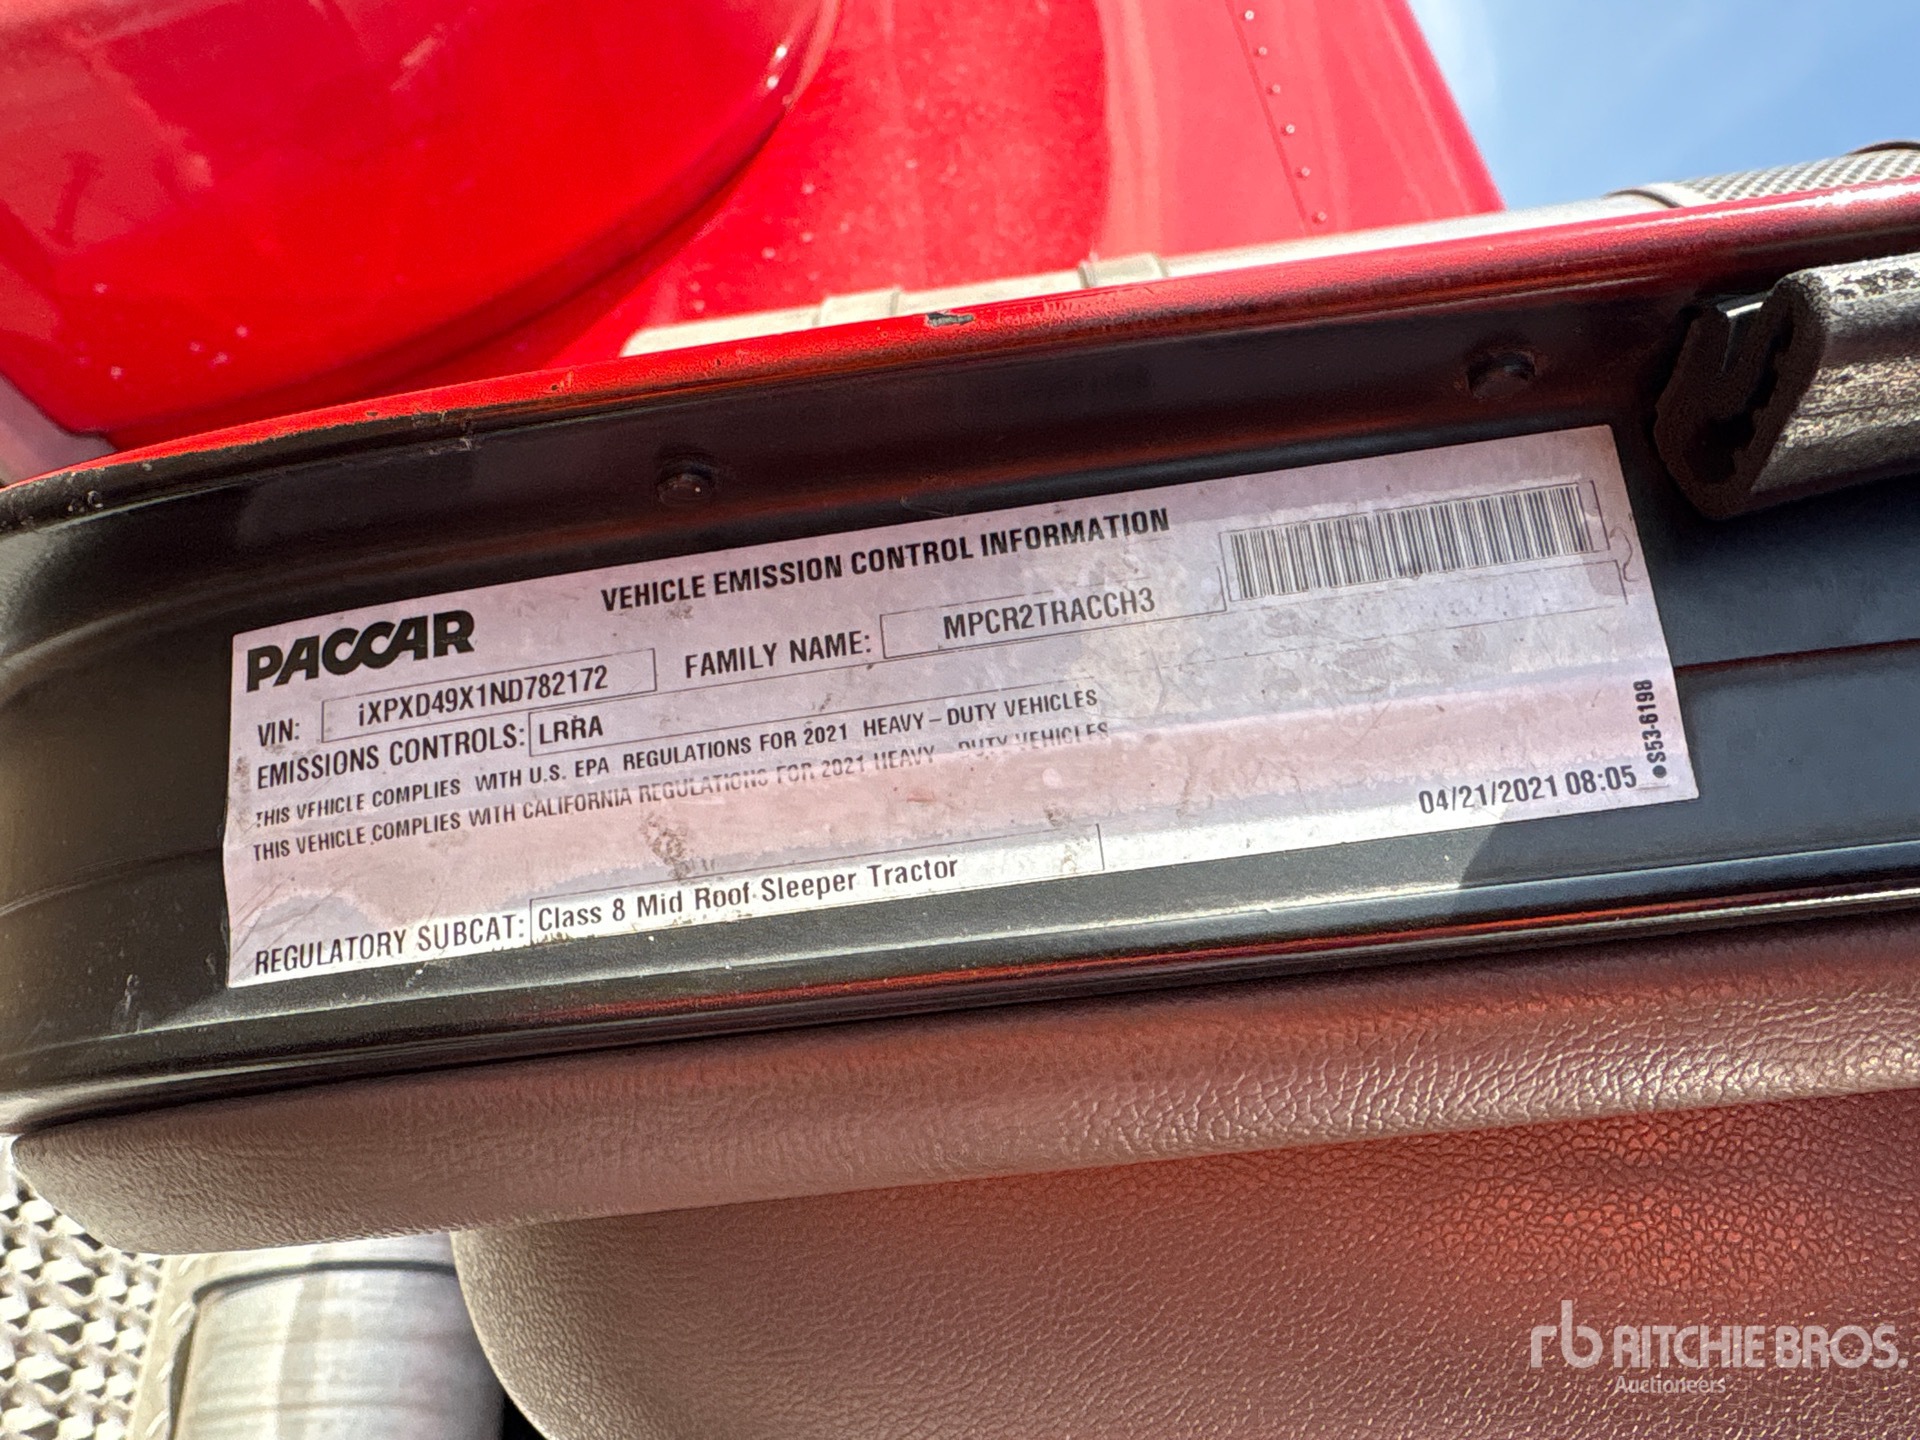 PACCAR
VEHICLE EMISSION CONTROL INFORMATION
VIN: 1XPXD49X1ND782172
FAMILY NAME: MPCR2TRACCH3
EMISSIONS CONTROLS: LRRA
THIS VEHICLE COMPLIES WITH U.S. EPA REGULATIONS FOR 2021 HEAVY-DUTY VEHICLES
THIS VEHICLE COMPLIES WITH CALIFORNIA REGULATIONS FOR 2021 HEAVY-DUTY VEHICLES
REGULATORY SUBCAT: Class 8 Mid Roof Sleeper Tractor
04/21/2021 08:05
●S53-6198
rb RITCHIE BROS.
Auctioneers